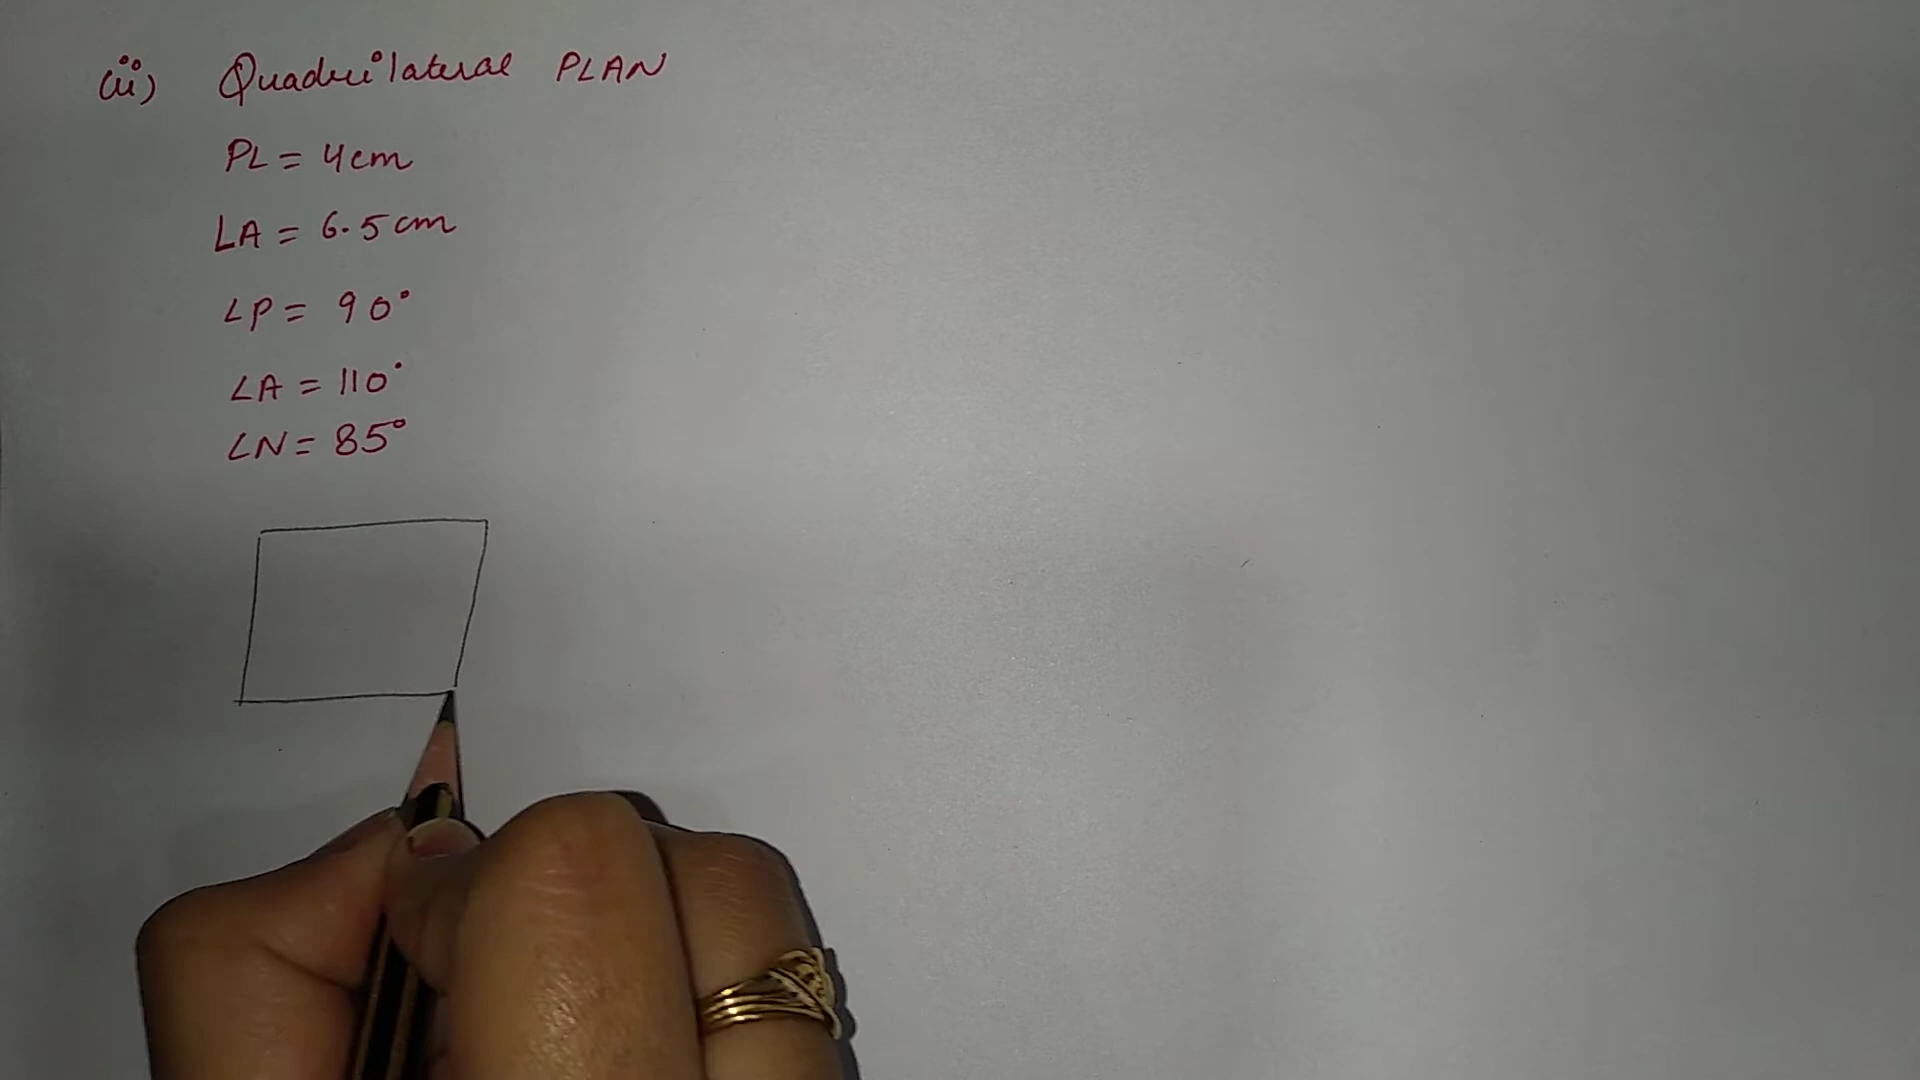 (ii) Quadrilateral PLAN
PL = 4cm
LA = 6.5cm
∠P = 90°
∠A = 110°
∠N = 85°